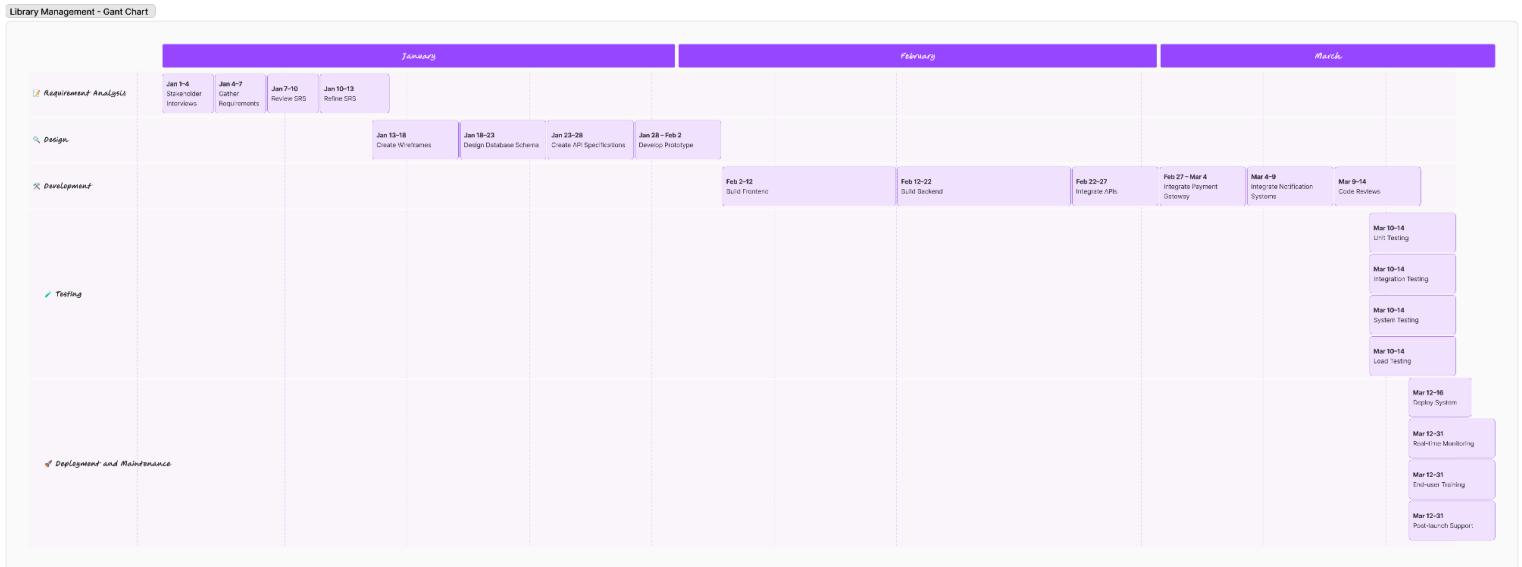 Library Management - Gant Chart
January
February
March
Requirement Analysis
Jan 1–4
Stakeholder
Interviews
Jan 4–7
Gather
Requirements
Jan 7–10
Review SRS
Jan 10–13
Refine SRS
Design
Jan 13–18
Create Wireframes
Jan 18–23
Design Database Schema
Jan 23–28
Create API Specifications
Jan 28 – Feb 2
Develop Prototype
Development
Feb 2–12
Build Frontend
Feb 12–22
Build Backend
Feb 22–27
Integrate APIs
Feb 27 – Mar 4
Integrate Payment
Gateway
Mar 4–9
Integrate Notification
Systems
Mar 9–14
Code Reviews
Testing
Mar 10–14
Unit Testing
Mar 10–14
Integration Testing
Mar 10–14
System Testing
Mar 10–14
Load Testing
Deployment and Maintenance
Mar 12–16
Deploy System
Mar 12–31
Real-time Monitoring
Mar 12–31
End-user Training
Mar 12–31
Post-launch Support